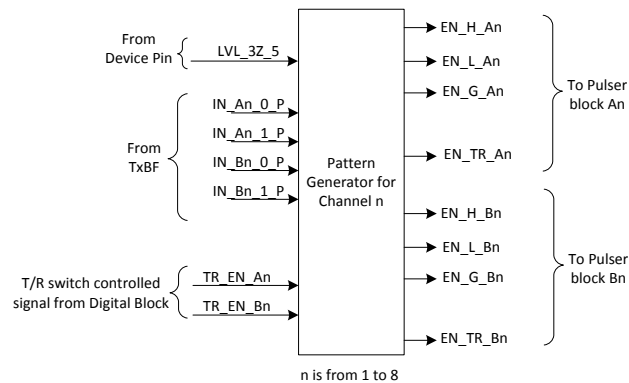 From
Device Pin
LVL_3Z_5
From
TxBF
IN_An_0_P
IN_An_1_P
IN_Bn_0_P
IN_Bn_1_P
T/R switch controlled
signal from Digital Block
TR_EN_An
TR_EN_Bn
Pattern
Generator for
Channel n
EN_H_An
EN_L_An
EN_G_An
EN_TR_An
To Pulser
block An
EN_H_Bn
EN_L_Bn
EN_G_Bn
EN_TR_Bn
To Pulser
block Bn
n is from 1 to 8